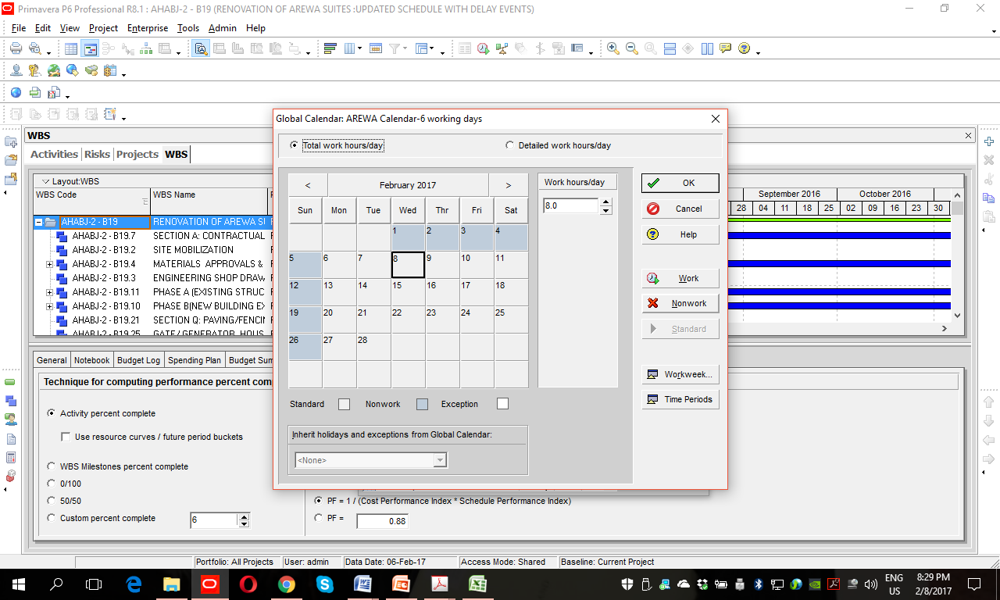 Primavera P6 Professional R8.1 : AHABJ-2 - B19 (RENOVATION OF AREWA SUITES :UPDATED SCHEDULE WITH DELAY EVENTS)
File Edit View Project Enterprise Tools Admin Help
WBS
Activities Risks Projects WBS
Layout:WBS
WBS Code WBS Name
AHABJ-2 - B19 RENOVATION OF AREWA SU
AHABJ-2 - B19.7 SECTION A: CONTRACTUAL
AHABJ-2 - B19.2 SITE MOBILIZATION
AHABJ-2 - B19.4 MATERIALS APPROVALS &
AHABJ-2 - B19.3 ENGINEERING SHOP DRAW
AHABJ-2 - B19.11 PHASE A (EXISTING STRUC
AHABJ-2 - B19.10 PHASE B(NEW BUILDING EX
AHABJ-2 - B19.21 SECTION Q: PAVING/FENCIN
AHABJ-2 - B19.25 GATE/ GENERATOR HOUS
September 2016 October 2016
28 04 11 18 25 02 09 16 23 30
General Notebook Budget Log Spending Plan Budget Sum
Technique for computing performance percent com
Activity percent complete
Use resource curves / future period buckets
WBS Milestones percent complete
0/100
50/50
Custom percent complete 6
PF = 1 / (Cost Performance Index * Schedule Performance Index)
PF = 0.88
Global Calendar: AREWA Calendar-6 working days
Total work hours/day Detailed work hours/day
< February 2017 >
Sun Mon Tue Wed Thr Fri Sat
1 2 3 4
5 6 7 8 9 10 11
12 13 14 15 16 17 18
19 20 21 22 23 24 25
26 27 28
Standard Nonwork Exception
Inherit holidays and exceptions from Global Calendar:
<None>
Work hours/day
8.0
OK
Cancel
Help
Work
Nonwork
Standard
Workweek...
Time Periods
Portfolio: All Projects User: admin Data Date: 06-Feb-17 Access Mode: Shared Baseline: Current Project
ENG
US
8:29 PM
2/8/2017